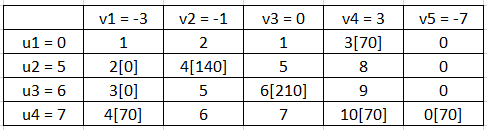 v1 = -3 v2 = -1 v3 = 0 v4 = 3 v5 = -7
u1 = 0 1 2 1 3[70] 0
u2 = 5 2[0] 4[140] 5 8 0
u3 = 6 3[0] 5 6[210] 9 0
u4 = 7 4[70] 6 7 10[70] 0[70]